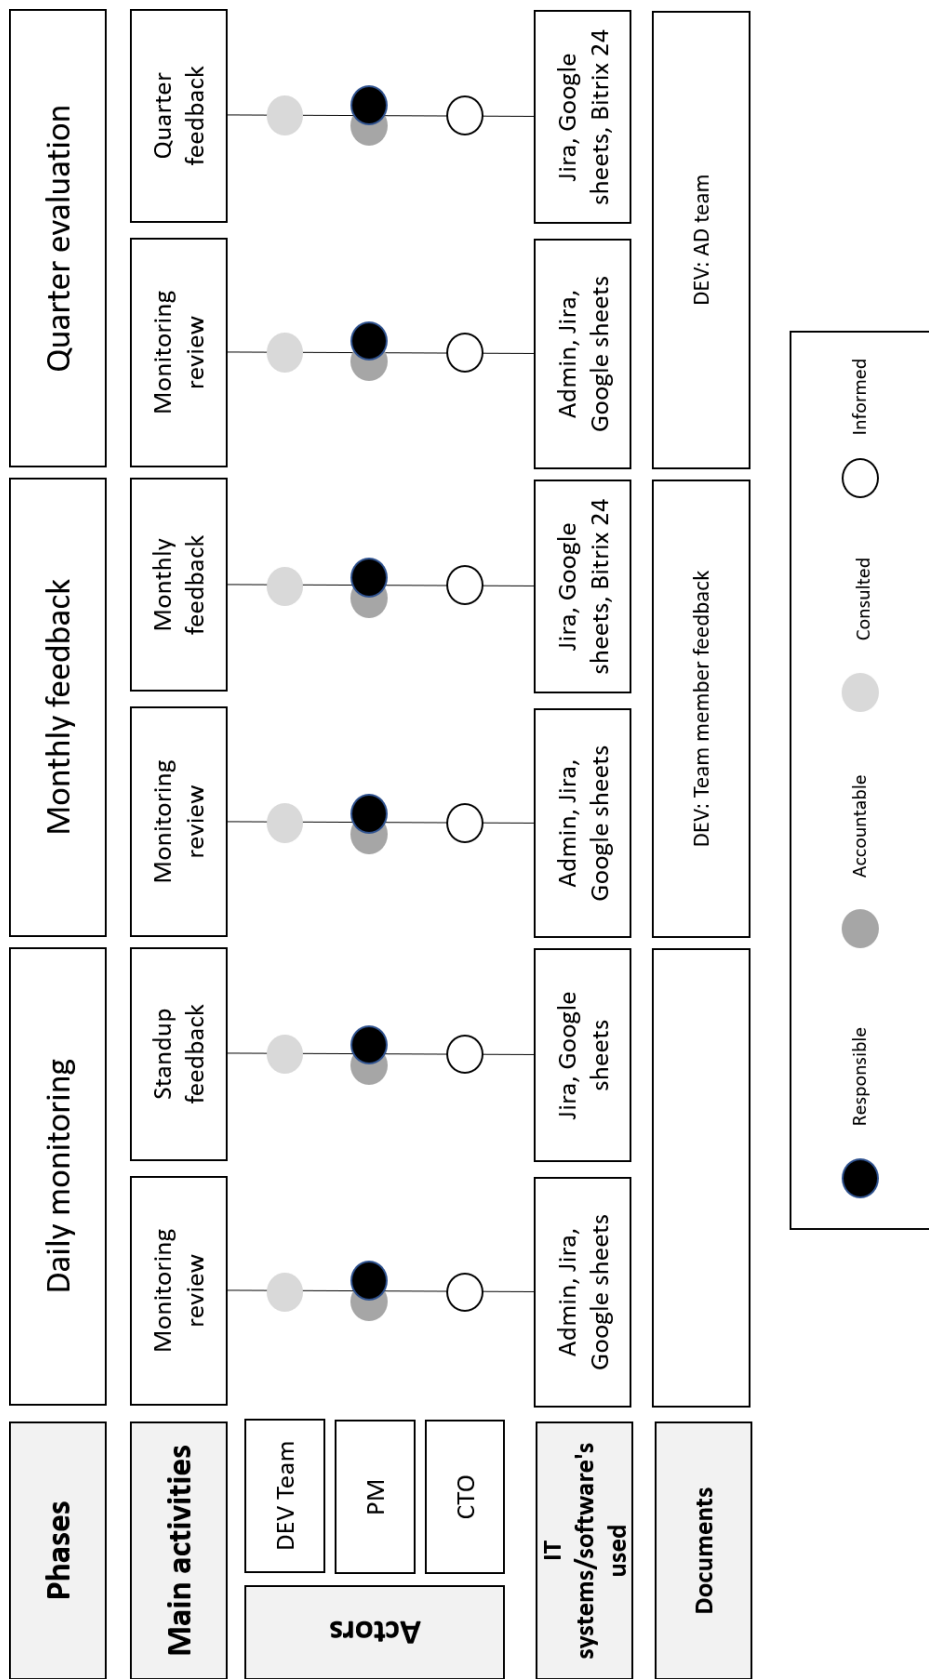 Phases
Daily monitoring
Monthly feedback
Quarter evaluation
Main activities
Monitoring
review
Standup
feedback
Monitoring
review
Monthly
feedback
Monitoring
review
Quarter
feedback
Actors
DEV Team
PM
CTO
IT
systems/software's
used
Admin, Jira,
Google sheets
Jira, Google
sheets
Admin, Jira,
Google sheets
Jira, Google
sheets, Bitrix 24
Admin, Jira,
Google sheets
Jira, Google
sheets, Bitrix 24
Documents
DEV: Team member feedback
DEV: AD team
Responsible
Accountable
Consulted
Informed